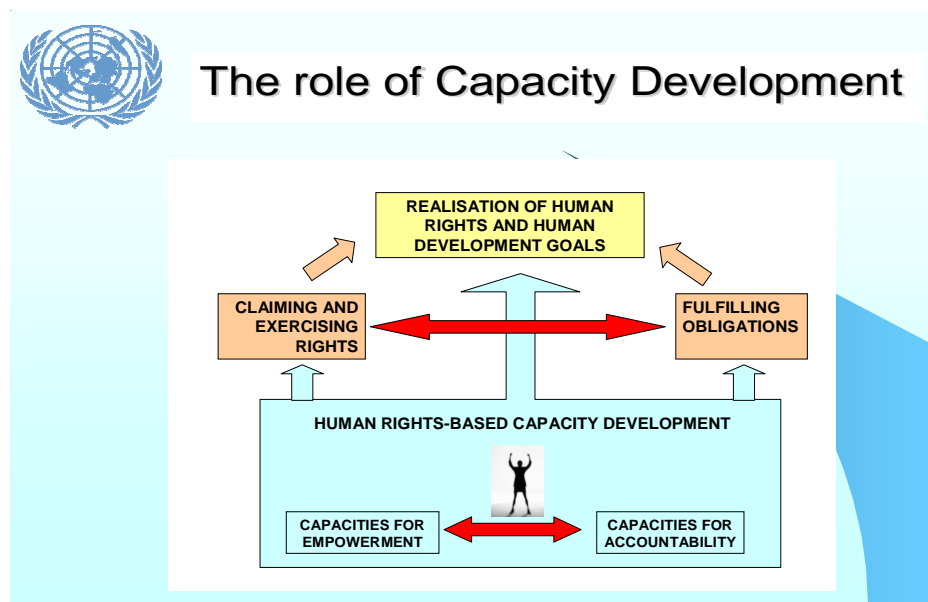 The role of Capacity Development
REALISATION OF HUMAN
RIGHTS AND HUMAN
DEVELOPMENT GOALS
CLAIMING AND
EXERCISING
RIGHTS
FULFILLING
OBLIGATIONS
HUMAN RIGHTS-BASED CAPACITY DEVELOPMENT
CAPACITIES FOR
EMPOWERMENT
CAPACITIES FOR
ACCOUNTABILITY